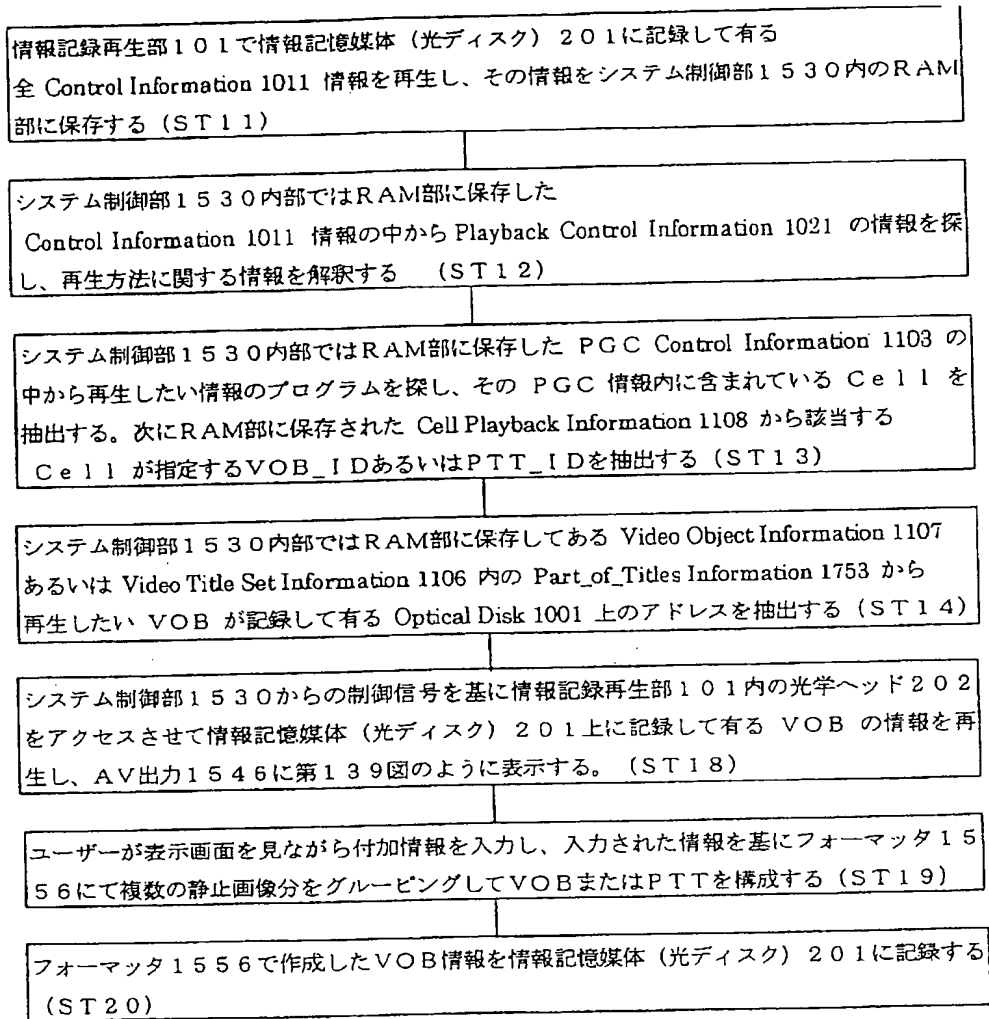 情報記録再生部１０１で情報記憶媒体（光ディスク）２０１に記録して有る
全 Control Information 1011 情報を再生し、その情報をシステム制御部１５３０内のＲＡＭ
部に保存する（ＳＴ１１）
システム制御部１５３０内部ではＲＡＭ部に保存した
Control Information 1011 情報の中から Playback Control Information 1021 の情報を探
し、再生方法に関する情報を解釈する　（ＳＴ１２）
システム制御部１５３０内部ではＲＡＭ部に保存した PGC Control Information 1103 の
中から再生したい情報のプログラムを探し、その PGC 情報内に含まれている Ｃｅｌｌ を
抽出する。次にＲＡＭ部に保存された Cell Playback Information 1108 から該当する
Ｃｅｌｌ が指定するＶＯＢ＿ＩＤあるいはＰＴＴ＿ＩＤを抽出する（ＳＴ１３）
システム制御部１５３０内部ではＲＡＭ部に保存してある Video Object Information 1107
あるいは Video Title Set Information 1106 内の Part_of_Titles Information 1753 から
再生したい VOB が記録して有る Optical Disk 1001 上のアドレスを抽出する（ＳＴ１４）
システム制御部１５３０からの制御信号を基に情報記録再生部１０１内の光学ヘッド２０２
をアクセスさせて情報記憶媒体（光ディスク）２０１上に記録して有る VOB の情報を再
生し、ＡＶ出力１５４６に第１３９図のように表示する。（ＳＴ１８）
ユーザーが表示画面を見ながら付加情報を入力し、入力された情報を基にフォーマッタ１５
５６にて複数の静止画像分をグルーピングしてＶＯＢまたはＰＴＴを構成する（ＳＴ１９）
フォーマッタ１５５６で作成したＶＯＢ情報を情報記憶媒体（光ディスク）２０１に記録する
（ＳＴ２０）